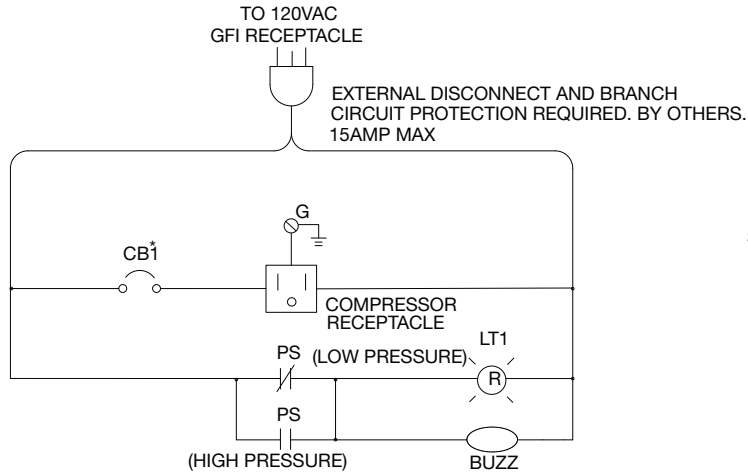 TO 120VAC
GFI RECEPTACLE
EXTERNAL DISCONNECT AND BRANCH
CIRCUIT PROTECTION REQUIRED. BY OTHERS.
15AMP MAX
G
CB1*
COMPRESSOR
RECEPTACLE
LT1
PS (LOW PRESSURE)
R
PS
(HIGH PRESSURE)
BUZZ